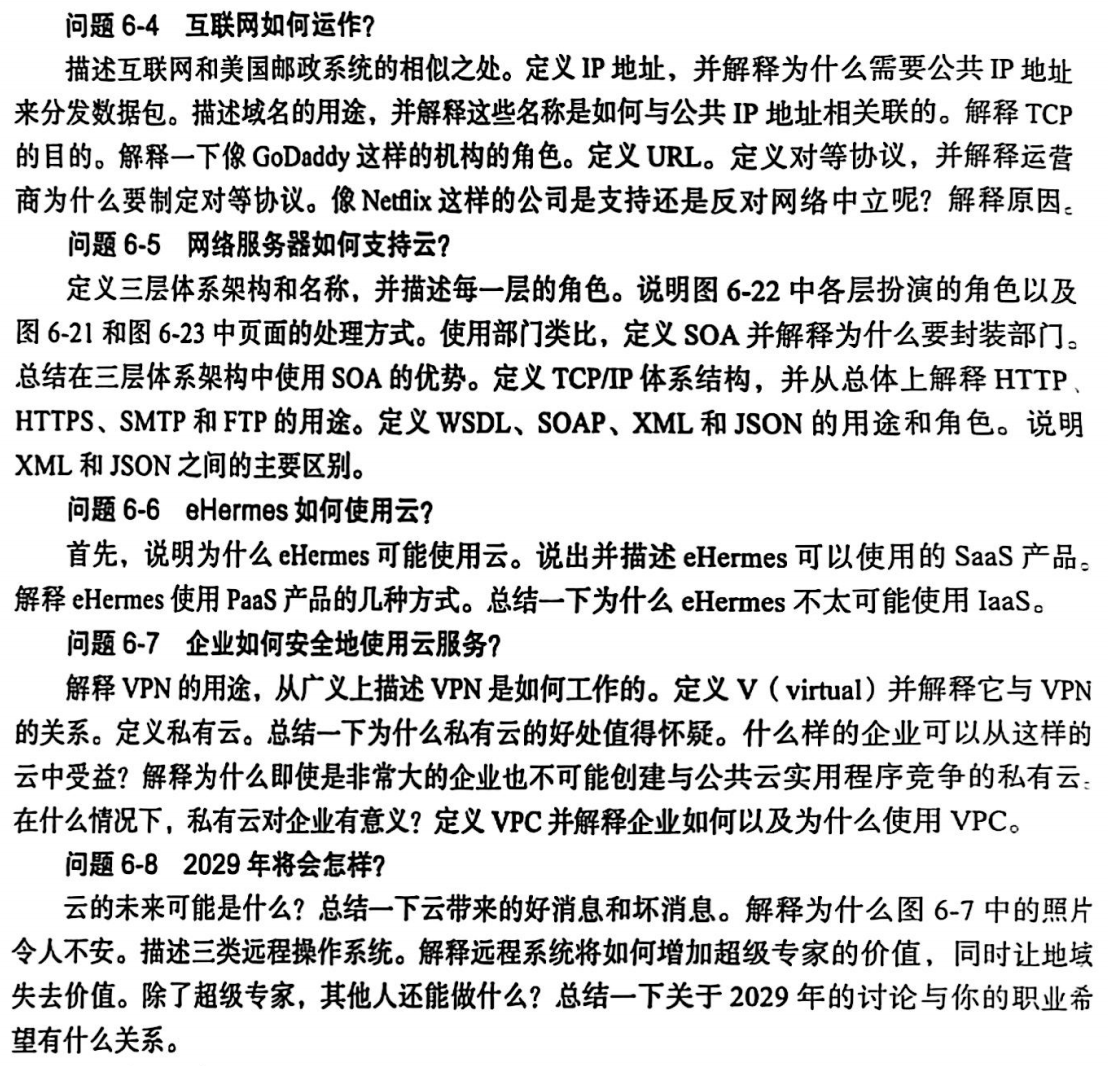 问题 6-4 互联网如何运作?
描述互联网和美国邮政系统的相似之处。定义 IP 地址，并解释为什么需要公共 IP 地址
来分发数据包。描述域名的用途，并解释这些名称是如何与公共 IP 地址相关联的。解释 TCP
的目的。解释一下像 GoDaddy 这样的机构的角色。定义 URL。定义对等协议，并解释运营
商为什么要制定对等协议。像 Netflix 这样的公司是支持还是反对网络中立呢？解释原因。
问题 6-5 网络服务器如何支持云?
定义三层体系架构和名称，并描述每一层的角色。说明图 6-22 中各层扮演的角色以及
图 6-21 和图 6-23 中页面的处理方式。使用部门类比，定义 SOA 并解释为什么要封装部门。
总结在三层体系架构中使用 SOA 的优势。定义 TCP/IP 体系结构，并从总体上解释 HTTP、
HTTPS、SMTP 和 FTP 的用途。定义 WSDL、SOAP、XML 和 JSON 的用途和角色。说明
XML 和 JSON 之间的主要区别。
问题 6-6 eHermes 如何使用云?
首先，说明为什么 eHermes 可能使用云。说出并描述 eHermes 可以使用的 SaaS 产品。
解释 eHermes 使用 PaaS 产品的几种方式。总结一下为什么 eHermes 不太可能使用 IaaS。
问题 6-7 企业如何安全地使用云服务?
解释 VPN 的用途，从广义上描述 VPN 是如何工作的。定义 V（virtual）并解释它与 VPN
的关系。定义私有云。总结一下为什么私有云的好处值得怀疑。什么样的企业可以从这样的
云中受益？解释为什么即使是非常大的企业也不可能创建与公共云实用程序竞争的私有云。
在什么情况下，私有云对企业有意义？定义 VPC 并解释企业如何以及为什么使用 VPC。
问题 6-8 2029 年将会怎样?
云的未来可能是什么？总结一下云带来的好消息和坏消息。解释为什么图 6-7 中的照片
令人不安。描述三类远程操作系统。解释远程系统将如何增加超级专家的价值，同时让地域
失去价值。除了超级专家，其他人还能做什么？总结一下关于 2029 年的讨论与你的职业希
望有什么关系。